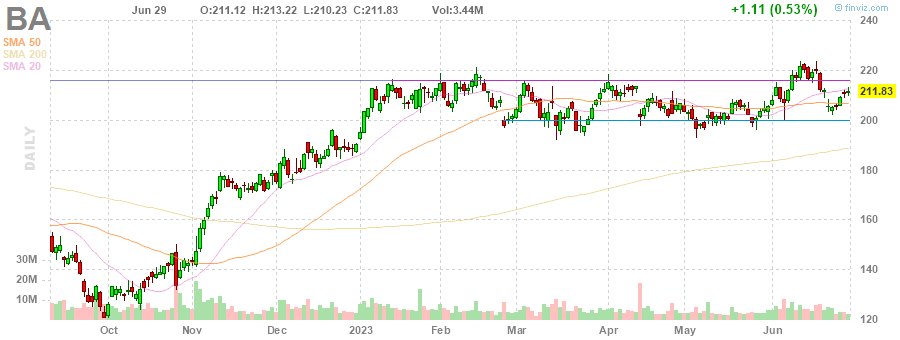 BA Jun 29 O:211.12 H:213.22 L:210.23 C:211.83 Vol:3.44M +1.11 (0.53%) © finviz.com
SMA 50
SMA 200
SMA 20
DAILY
240
220
211.83
200
180
160
140
120
30M
20M
10M
Oct Nov Dec 2023 Feb Mar Apr May Jun